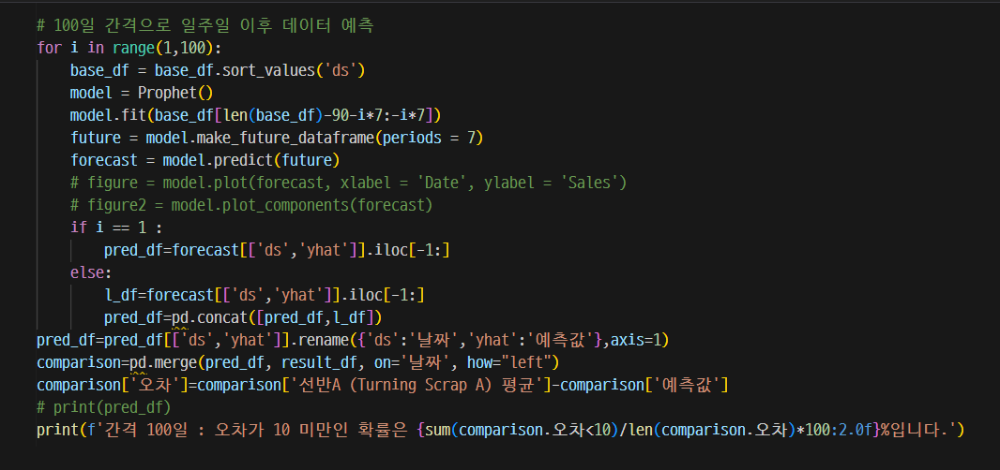 # 100일 간격으로 일주일 이후 데이터 예측
for i in range(1,100):
    base_df = base_df.sort_values('ds')
    model = Prophet()
    model.fit(base_df[len(base_df)-90-i*7:-i*7])
    future = model.make_future_dataframe(periods = 7)
    forecast = model.predict(future)
    # figure = model.plot(forecast, xlabel = 'Date', ylabel = 'Sales')
    # figure2 = model.plot_components(forecast)
    if i == 1 :
        pred_df=forecast[['ds','yhat']].iloc[-1:]
    else:
        l_df=forecast[['ds','yhat']].iloc[-1:]
        pred_df=pd.concat([pred_df,l_df])
pred_df=pred_df[['ds','yhat']].rename({'ds':'날짜','yhat':'예측값'},axis=1)
comparison=pd.merge(pred_df, result_df, on='날짜', how="left")
comparison['오차']=comparison['선반A (Turning Scrap A) 평균']-comparison['예측값']
# print(pred_df)
print(f'간격 100일 : 오차가 10 미만인 확률은 {sum(comparison.오차<10)/len(comparison.오차)*100:2.0f}%입니다.')